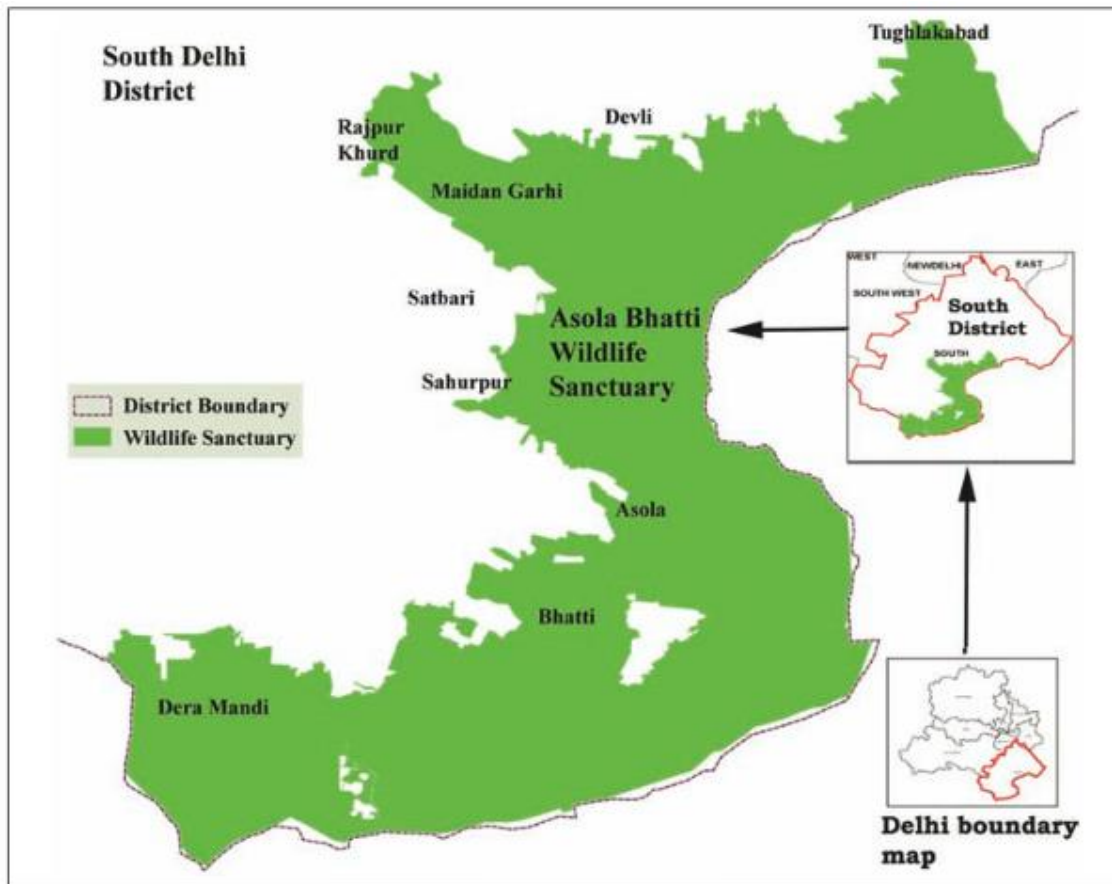 South Delhi
District
Tughlakabad
Devli
Rajpur
Khurd
Maidan Garhi
Satbari
Asola Bhatti
Wildlife
Sanctuary
Sahurpur
District Boundary
Wildlife Sanctuary
Asola
Bhatti
Dera Mandi
WEST
NEWDELHI
EAST
SOUTH WEST
South
District
SOUTH
Delhi boundary
map